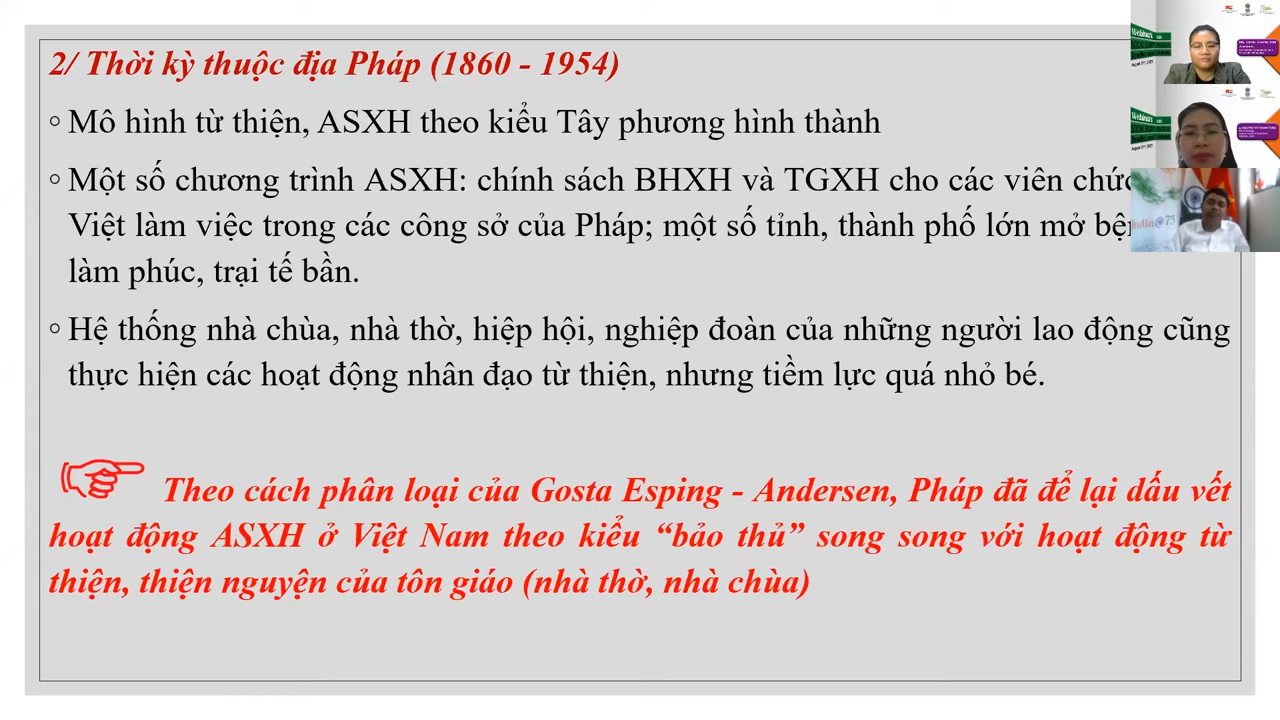 2/ Thời kỳ thuộc địa Pháp (1860 - 1954)
Mô hình từ thiện, ASXH theo kiểu Tây phương hình thành
Một số chương trình ASXH: chính sách BHXH và TGXH cho các viên chức
Việt làm việc trong các công sở của Pháp; một số tỉnh, thành phố lớn mở
làm phúc, trại tế bần.
Hệ thống nhà chùa, nhà thờ, hiệp hội, nghiệp đoàn của những người lao động cũng
thực hiện các hoạt động nhân đạo từ thiện, nhưng tiềm lực quá nhỏ bé.
Theo cách phân loại của Gosta Esping - Andersen, Pháp đã để lại dấu vết
hoạt động ASXH ở Việt Nam theo kiểu “bảo thủ” song song với hoạt động từ
thiện, thiện nguyện của tôn giáo (nhà thờ, nhà chùa)
Webinar
Webinar
India@75